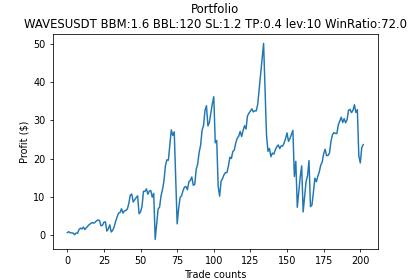 Portfolio
WAVESUSDT BBM:1.6 BBL:120 SL:1.2 TP:0.4 lev:10 WinRatio:72.0
Profit ($)
50
40
30
20
10
0
0 25 50 75 100 125 150 175 200
Trade counts